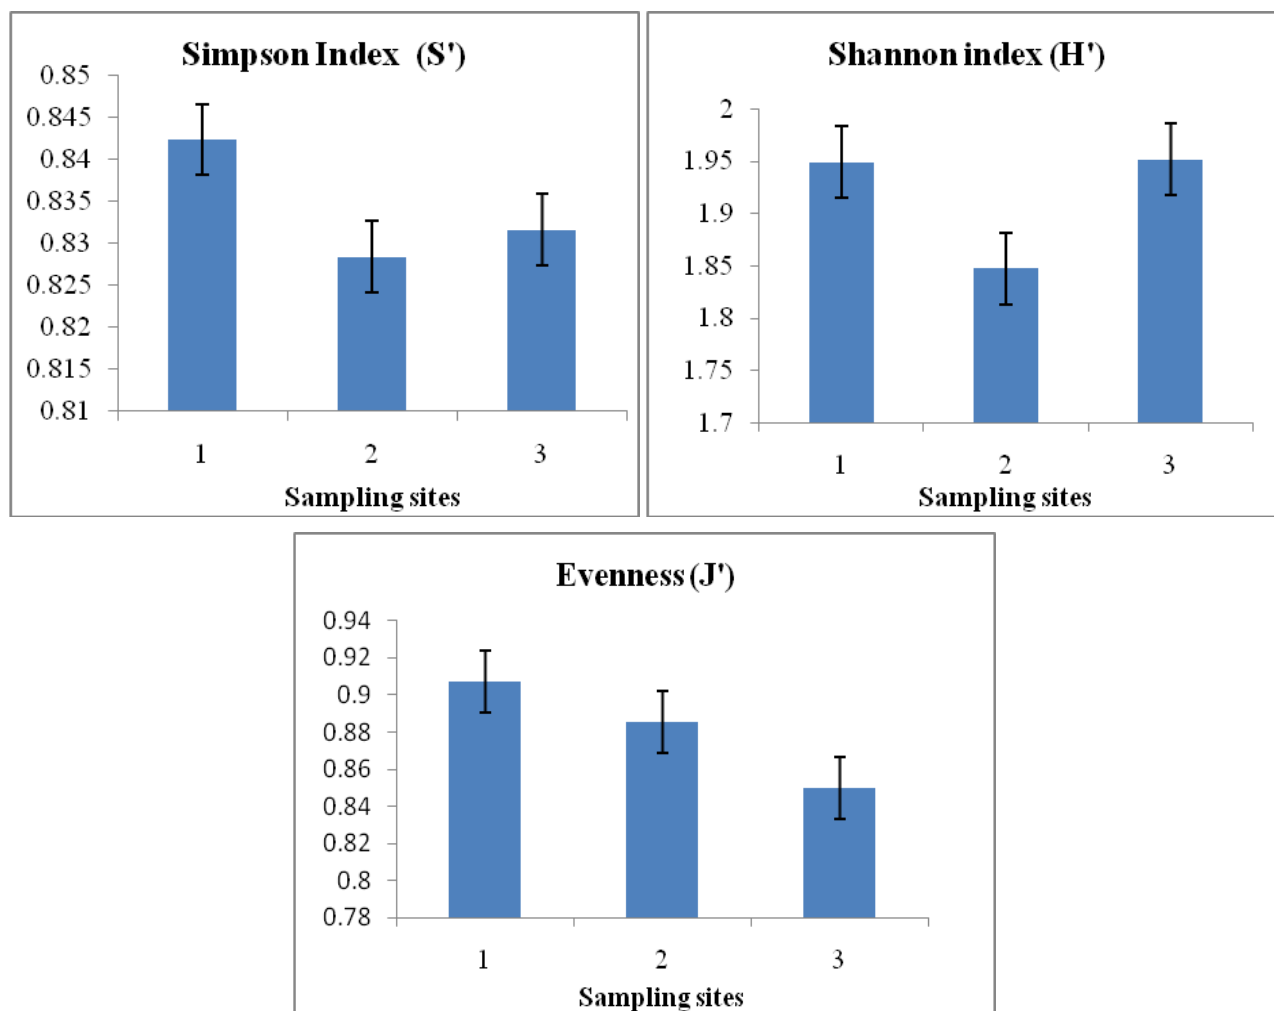 Simpson Index (S')
0.85
0.845
0.84
0.835
0.83
0.825
0.82
0.815
0.81
1 2 3
Sampling sites
Shannon index (H')
2
1.95
1.9
1.85
1.8
1.75
1.7
1 2 3
Sampling sites
Evenness (J')
0.94
0.92
0.9
0.88
0.86
0.84
0.82
0.8
0.78
1 2 3
Sampling sites